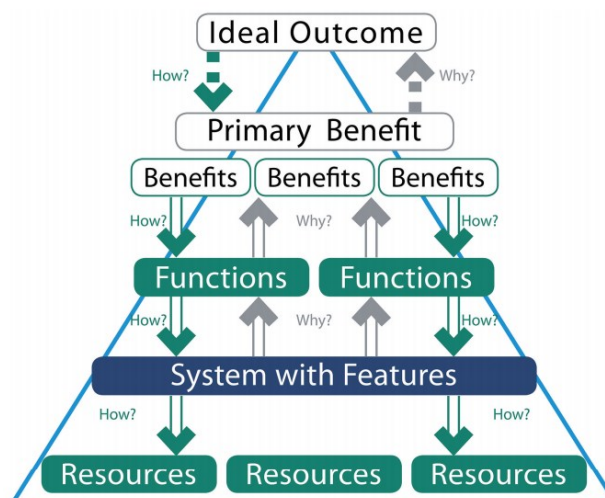 Ideal Outcome
How?
Why?
Primary Benefit
Benefits
Benefits
Benefits
How?
Why?
How?
Functions
Functions
How?
Why?
How?
System with Features
How?
How?
Resources
Resources
Resources